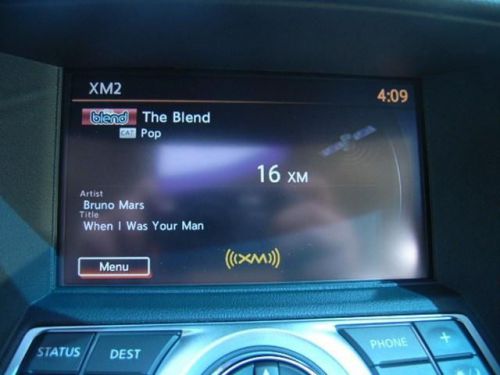 XM2
4:09
blend The Blend
CAT Pop
16 XM
Artist
Bruno Mars
Title
When I Was Your Man
Menu
((XM))
STATUS
DEST
PHONE
+
-